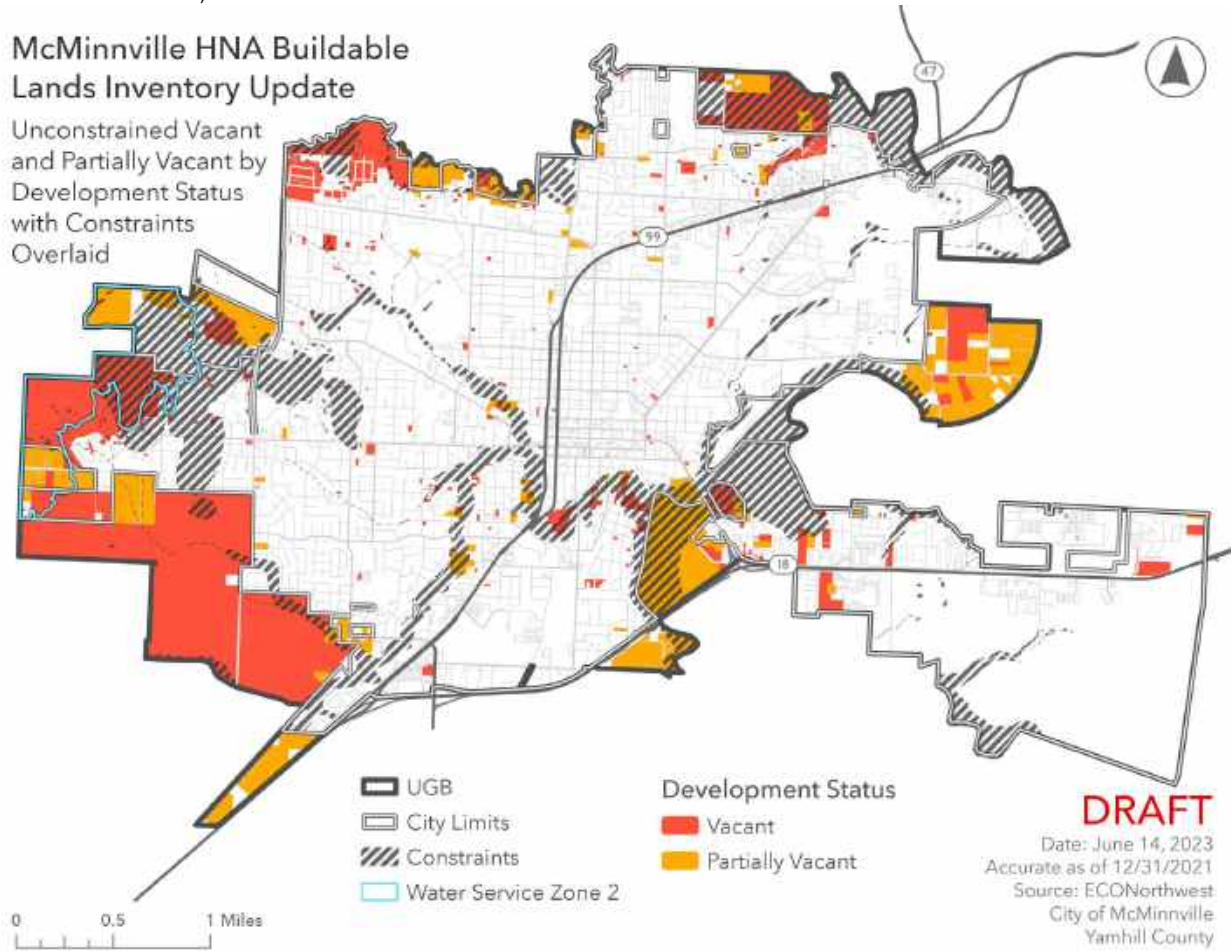 McMinnville HNA Buildable
Lands Inventory Update
Unconstrained Vacant
and Partially Vacant by
Development Status
with Constraints
Overlaid
47
99
18
UGB
City Limits
Constraints
Water Service Zone 2
Development Status
Vacant
Partially Vacant
DRAFT
Date: June 14, 2023
Accurate as of 12/31/2021
Source: ECONorthwest
City of McMinnville
Yamhill County
0 0.5 1 Miles